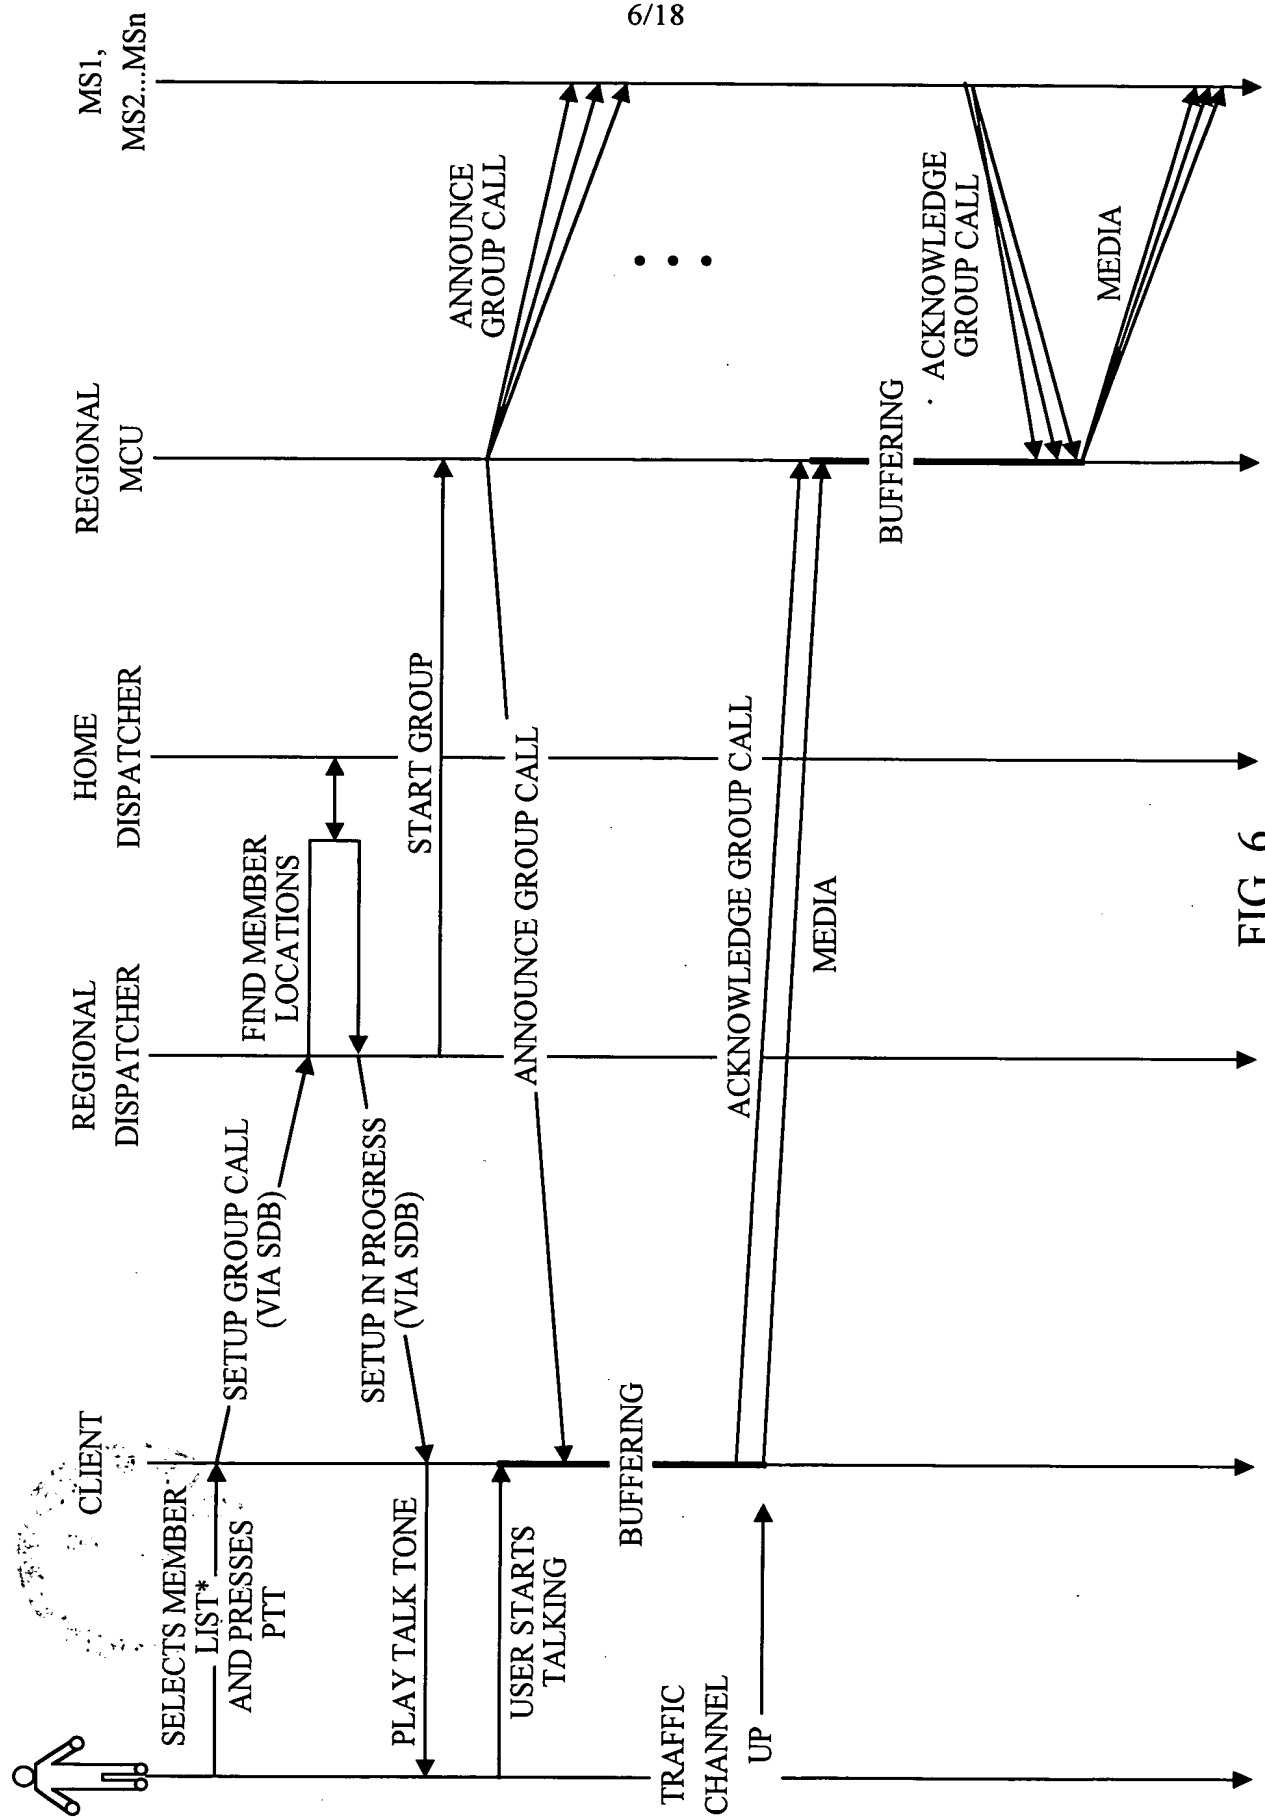 6/18
CLIENT
REGIONAL
DISPATCHER
HOME
DISPATCHER
REGIONAL
MCU
MS1,
MS2...MSn
SELECTS MEMBER
LIST*
AND PRESSES
PTT
SETUP GROUP CALL
(VIA SDB)
FIND MEMBER
LOCATIONS
SETUP IN PROGRESS
(VIA SDB)
PLAY TALK TONE
START GROUP
ANNOUNCE
GROUP CALL
USER STARTS
TALKING
ANNOUNCE GROUP CALL
BUFFERING
TRAFFIC
CHANNEL
UP
ACKNOWLEDGE GROUP CALL
MEDIA
BUFFERING
ACKNOWLEDGE
GROUP CALL
MEDIA
FIG. 6